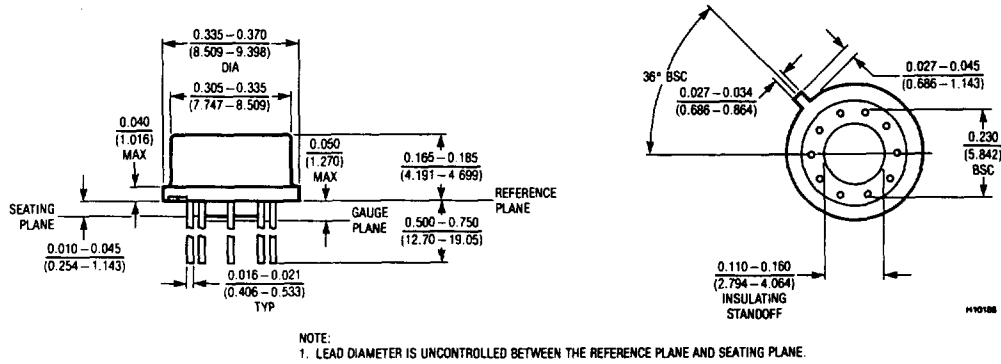 0.335–0.370
(8.509–9.398)
DIA
0.305–0.335
(7.747–8.509)
0.040
(1.016)
MAX
0.050
(1.270)
MAX
0.165–0.185
(4.191–4.699)
REFERENCE
PLANE
SEATING
PLANE
GAUGE
PLANE
0.500–0.750
(12.70–19.05)
0.010–0.045
(0.254–1.143)
0.016–0.021
(0.406–0.533)
TYP
36° BSC
0.027–0.034
(0.686–0.864)
0.027–0.045
(0.686–1.143)
0.230
(5.842)
BSC
0.110–0.160
(2.794–4.064)
INSULATING
STANDOFF
H10186
NOTE:
1. LEAD DIAMETER IS UNCONTROLLED BETWEEN THE REFERENCE PLANE AND SEATING PLANE.